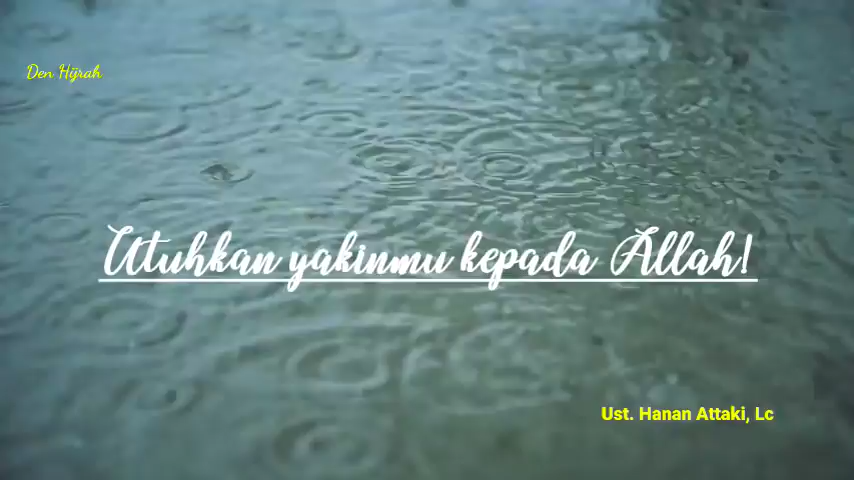 Den Hijrah
Utuhkan yakinmu kepada Allah!
Ust. Hanan Attaki, Lc